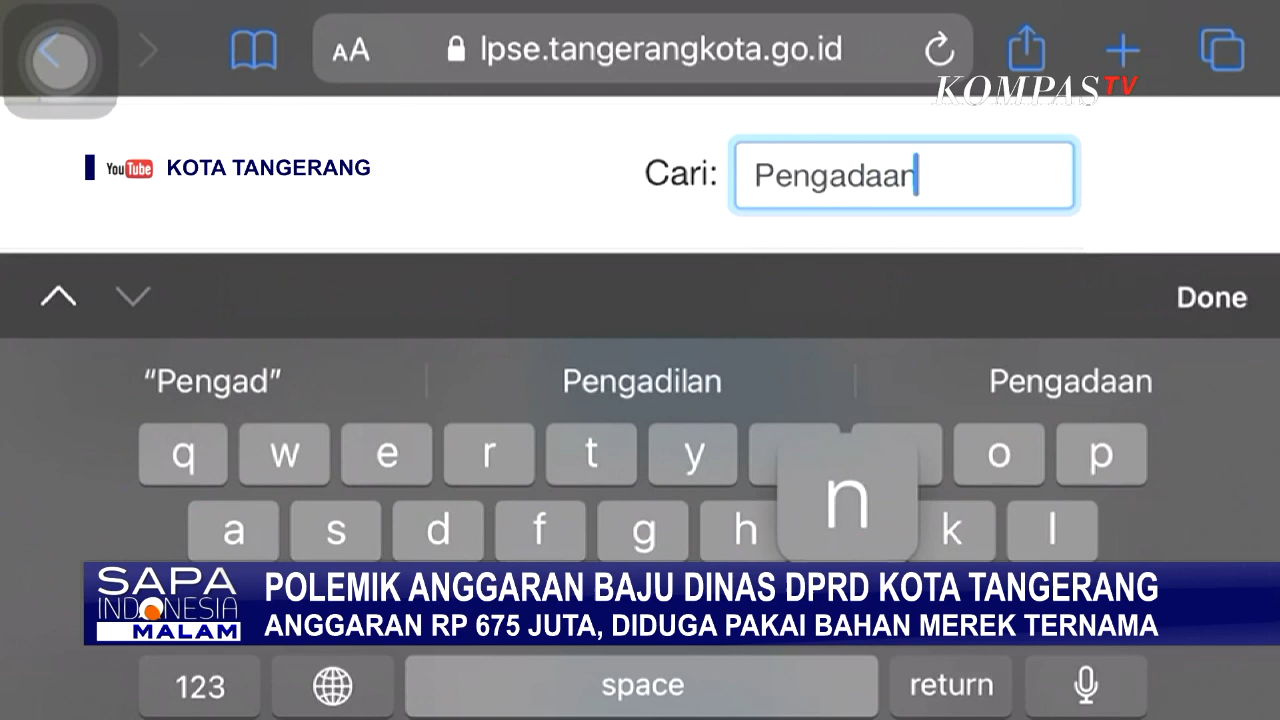 AA lpse.tangerangkota.go.id
KOMPAS TV
YouTube KOTA TANGERANG
Cari: Pengadaan
Done
“Pengad” Pengadilan Pengadaan
q w e r t y o p
a s d f g h n k l
SAPA INDONESIA MALAM
POLEMIK ANGGARAN BAJU DINAS DPRD KOTA TANGERANG
ANGGARAN RP 675 JUTA, DIDUGA PAKAI BAHAN MEREK TERNAMA
123 space return